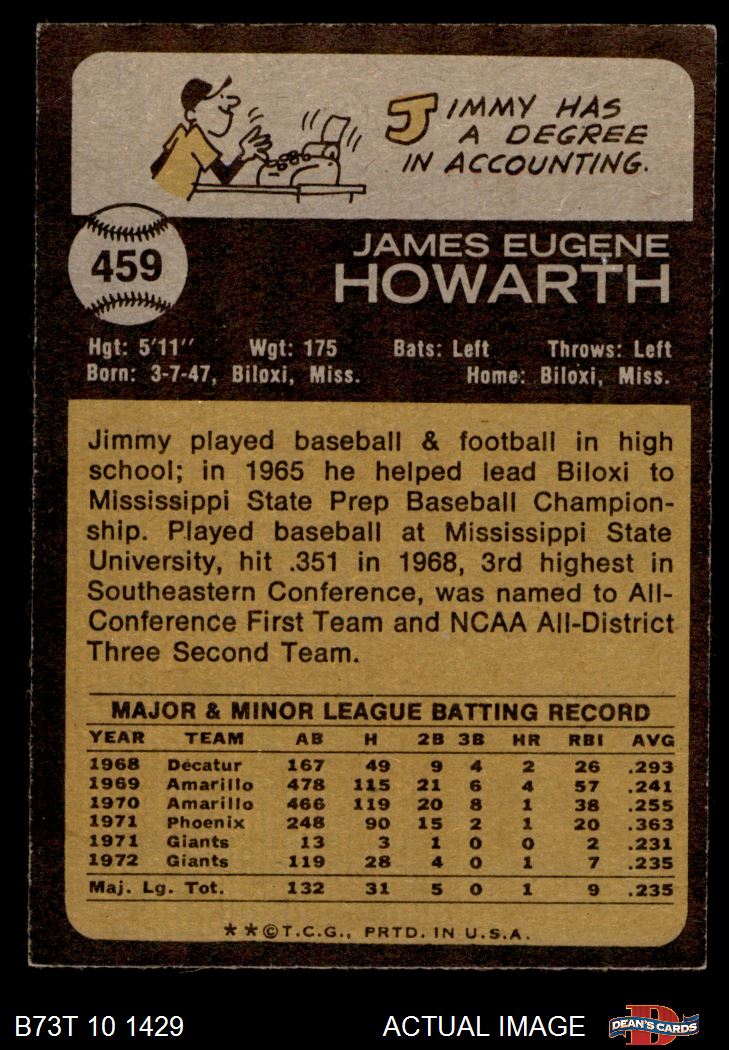 JIMMY HAS
A DEGREE
IN ACCOUNTING.
459
JAMES EUGENE
HOWARTH
Hgt: 5'11" Wgt: 175 Bats: Left Throws: Left
Born: 3-7-47, Biloxi, Miss. Home: Biloxi, Miss.
Jimmy played baseball & football in high
school; in 1965 he helped lead Biloxi to
Mississippi State Prep Baseball Champion-
ship. Played baseball at Mississippi State
University, hit .351 in 1968, 3rd highest in
Southeastern Conference, was named to All-
Conference First Team and NCAA All-District
Three Second Team.
MAJOR & MINOR LEAGUE BATTING RECORD
YEAR TEAM AB H 2B 3B HR RBI AVG
1968 Decatur 167 49 9 4 2 26 .293
1969 Amarillo 478 115 21 6 4 57 .241
1970 Amarillo 466 119 20 8 1 38 .255
1971 Phoenix 248 90 15 2 1 20 .363
1971 Giants 13 3 1 0 0 2 .231
1972 Giants 119 28 4 0 1 7 .235
Maj. Lg. Tot. 132 31 5 0 1 9 .235
**©T.C.G., PRTD. IN U.S.A.
B73T 10 1429 ACTUAL IMAGE D DEAN'S CARDS